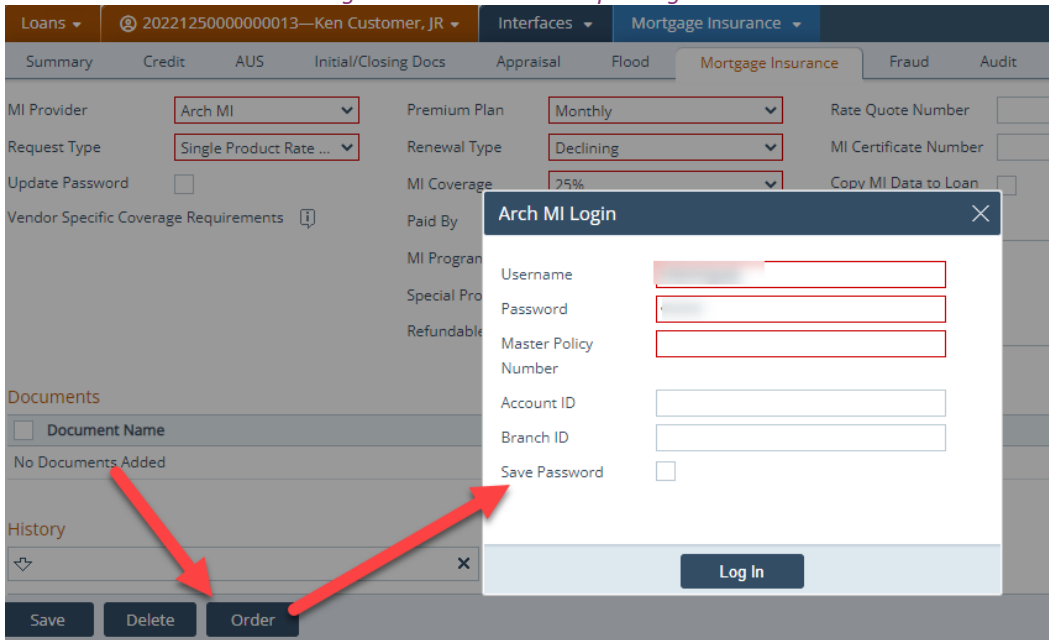 Loans 20221250000000013—Ken Customer, JR Interfaces Mortgage Insurance
Summary Credit AUS Initial/Closing Docs Appraisal Flood Mortgage Insurance Fraud Audit
MI Provider Arch MI Premium Plan Monthly Rate Quote Number
Request Type Single Product Rate ... Renewal Type Declining MI Certificate Number
Update Password MI Coverage 25% Copy MI Data to Loan
Vendor Specific Coverage Requirements Paid By
MI Program
Special Pro
Refundable
Arch MI Login
Username
Password
Master Policy
Number
Account ID
Branch ID
Save Password
Log In
Documents
Document Name
No Documents Added
History
Save Delete Order